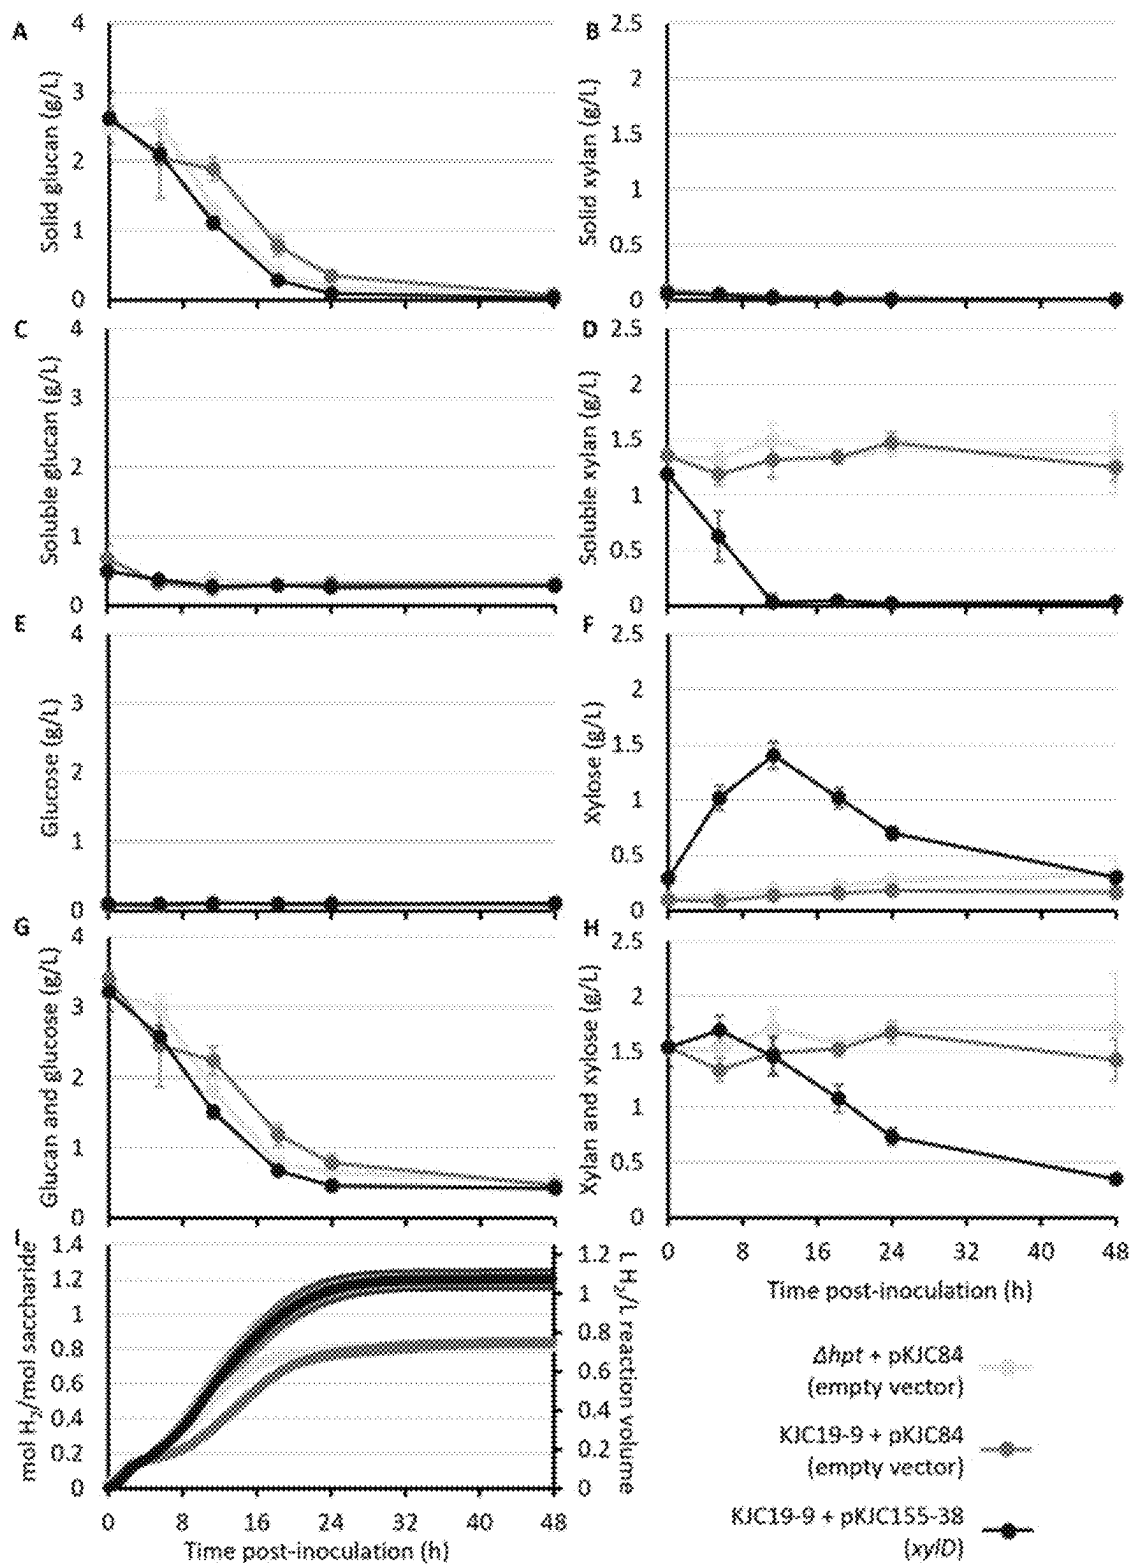 A
Solid glucan (g/L)
4
3
2
1
0
B
Solid xylan (g/L)
2.5
2
1.5
1
0.5
0
C
Soluble glucan (g/L)
4
3
2
1
0
D
Soluble xylan (g/L)
2.5
2
1.5
1
0.5
0
E
Glucose (g/L)
4
3
2
1
0
F
Xylose (g/L)
2.5
2
1.5
1
0.5
0
G
Glucan and glucose (g/L)
4
3
2
1
0
H
Xylan and xylose (g/L)
2.5
2
1.5
1
0.5
0
0 8 16 24 32 40 48
Time post-inoculation (h)
I
mol H2/mol saccharide
1.4
1.2
1
0.8
0.6
0.4
0.2
0
1.2
1
0.8
0.6
0.4
0.2
0
L H2/L reaction volume
0 8 16 24 32 40 48
Time post-inoculation (h)
Δhpt + pKJC84
(empty vector)
KJC19-9 + pKJC84
(empty vector)
KJC19-9 + pKJC155-38
(xylD)